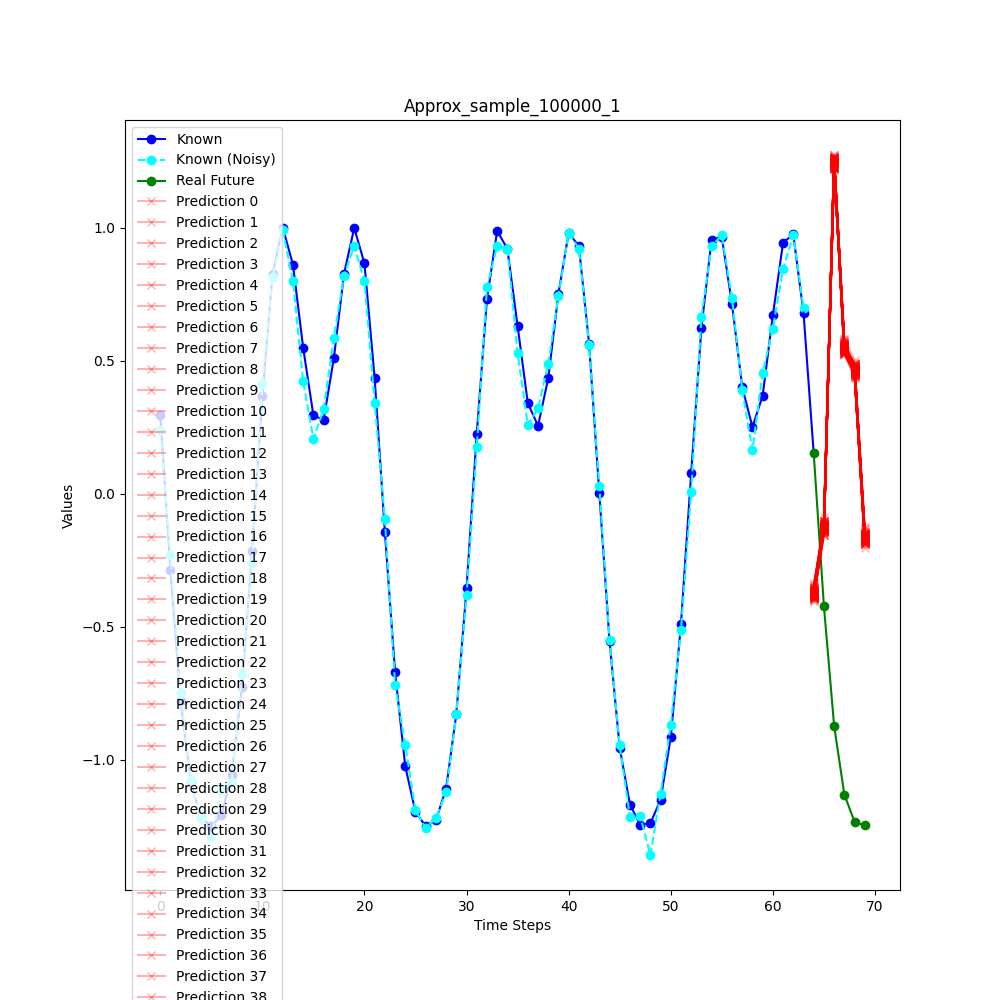 Approx_sample_100000_1
Known
Known (Noisy)
Real Future
Prediction 0
Prediction 1
Prediction 2
Prediction 3
Prediction 4
Prediction 5
Prediction 6
Prediction 7
Prediction 8
Prediction 9
Prediction 10
Prediction 11
Prediction 12
Prediction 13
Prediction 14
Prediction 15
Prediction 16
Prediction 17
Prediction 18
Prediction 19
Prediction 20
Prediction 21
Prediction 22
Prediction 23
Prediction 24
Prediction 25
Prediction 26
Prediction 27
Prediction 28
Prediction 29
Prediction 30
Prediction 31
Prediction 32
Prediction 33
Prediction 34
Prediction 35
Prediction 36
Prediction 37
Prediction 38
1.0
0.5
0.0
−0.5
−1.0
Values
0 10 20 30 40 50 60 70
Time Steps